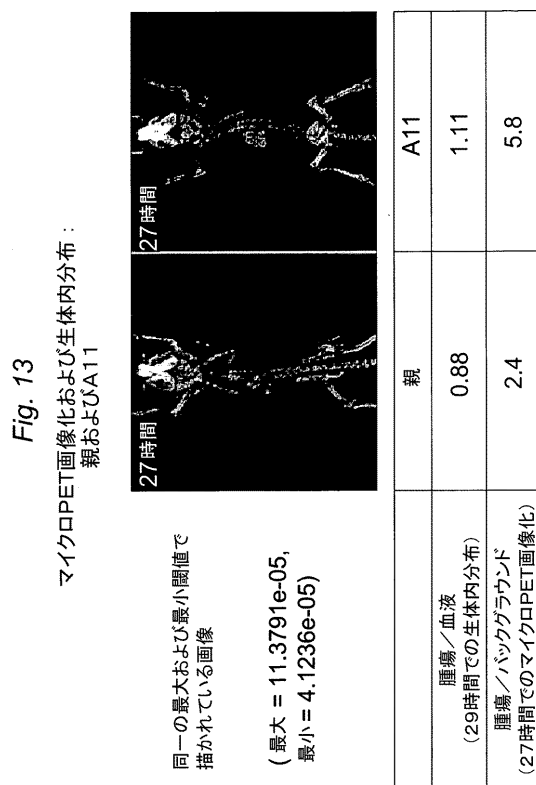 Fig. 13
マイクロPET画像化および生体内分布：
親およびA11
同一の最大および最小閾値で
描かれている画像
( 最大 = 11.3791e-05,
最小 = 4.1236e-05)
27時間
27時間
親
A11
腫瘍／血液
(29時間での生体内分布)
0.88
1.11
腫瘍／バックグラウンド
(27時間でのマイクロPET画像化)
2.4
5.8